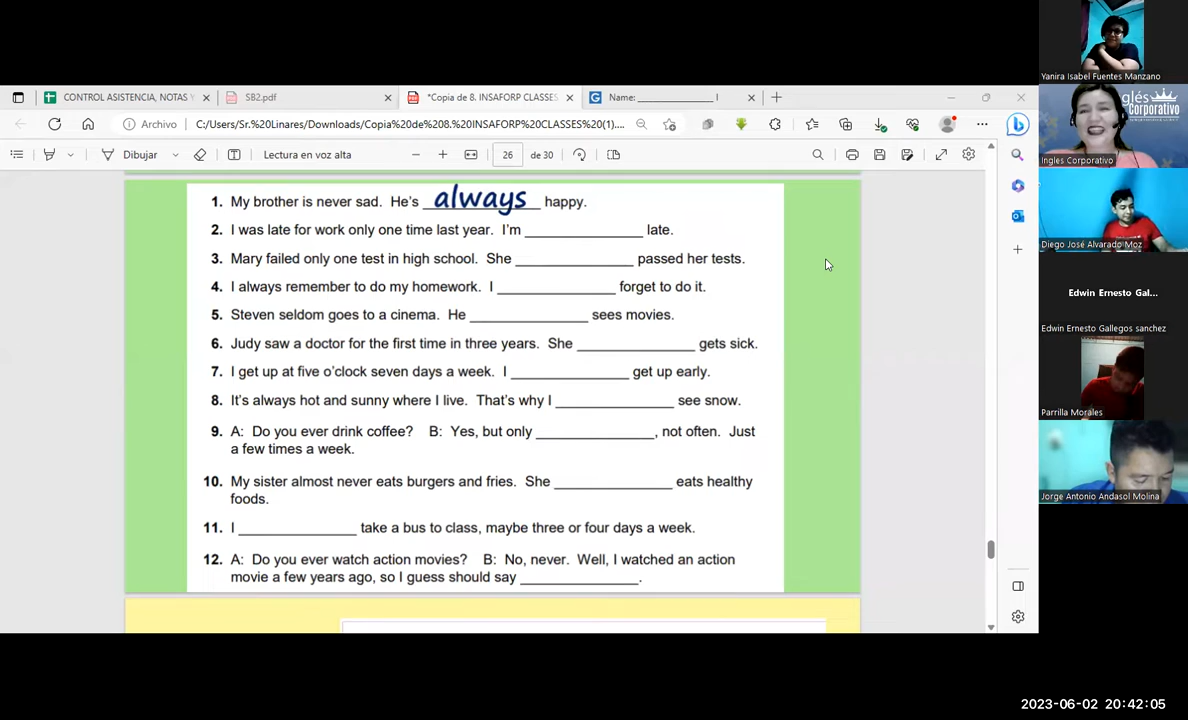 Yanira Isabel Fuentes Manzano
CONTROL ASISTENCIA, NOTAS Y
SB2.pdf
*Copia de 8. INSAFORP CLASSES
Name: ______________ I
glés
Corporativo
Ingles Corporativo
Archivo
C:/Users/Sr.%20Linares/Downloads/Copia%20de%208.%20INSAFORP%20CLASSES%20(1)....
Dibujar
Lectura en voz alta
26
de 30
1. My brother is never sad. He's always happy.
2. I was late for work only one time last year. I'm ______________ late.
3. Mary failed only one test in high school. She ______________ passed her tests.
4. I always remember to do my homework. I ______________ forget to do it.
5. Steven seldom goes to a cinema. He ______________ sees movies.
6. Judy saw a doctor for the first time in three years. She ______________ gets sick.
7. I get up at five o'clock seven days a week. I ______________ get up early.
8. It's always hot and sunny where I live. That's why I ______________ see snow.
9. A: Do you ever drink coffee? B: Yes, but only ______________, not often. Just
a few times a week.
10. My sister almost never eats burgers and fries. She ______________ eats healthy
foods.
11. I ______________ take a bus to class, maybe three or four days a week.
12. A: Do you ever watch action movies? B: No, never. Well, I watched an action
movie a few years ago, so I guess should say ______________.
Diego José Alvarado Moz
Edwin Ernesto Gal...
Edwin Ernesto Gallegos sanchez
Parrilla Morales
Jorge Antonio Andasol Molina
2023-06-02 20:42:05